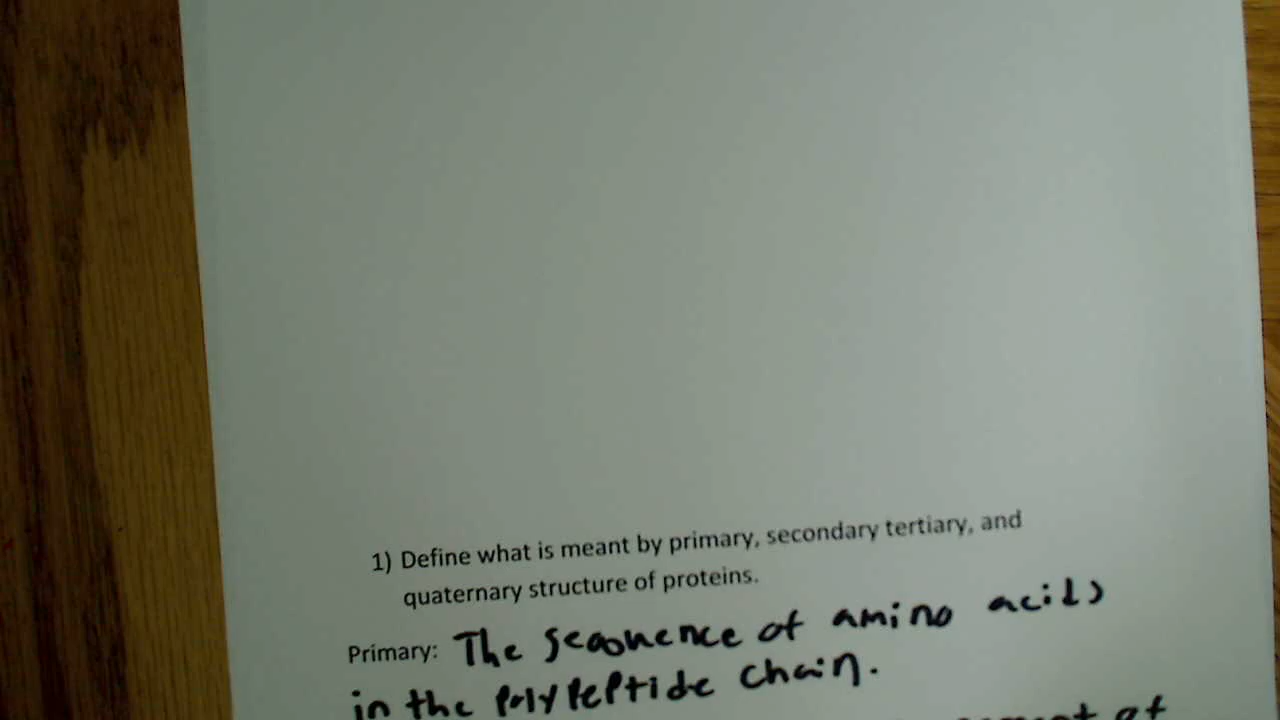 1) Define what is meant by primary, secondary tertiary, and
quaternary structure of proteins.
Primary: The sequence of amino acids
in the polypeptide chain.
of